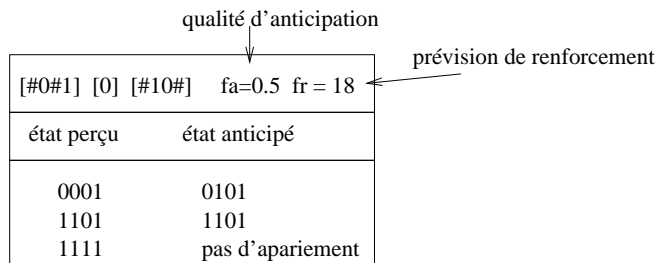 qualité d'anticipation
prévision de renforcement
[#0#1] [0] [#10#] fa=0.5 fr = 18
état perçu état anticipé
0001 0101
1101 1101
1111 pas d'apariement